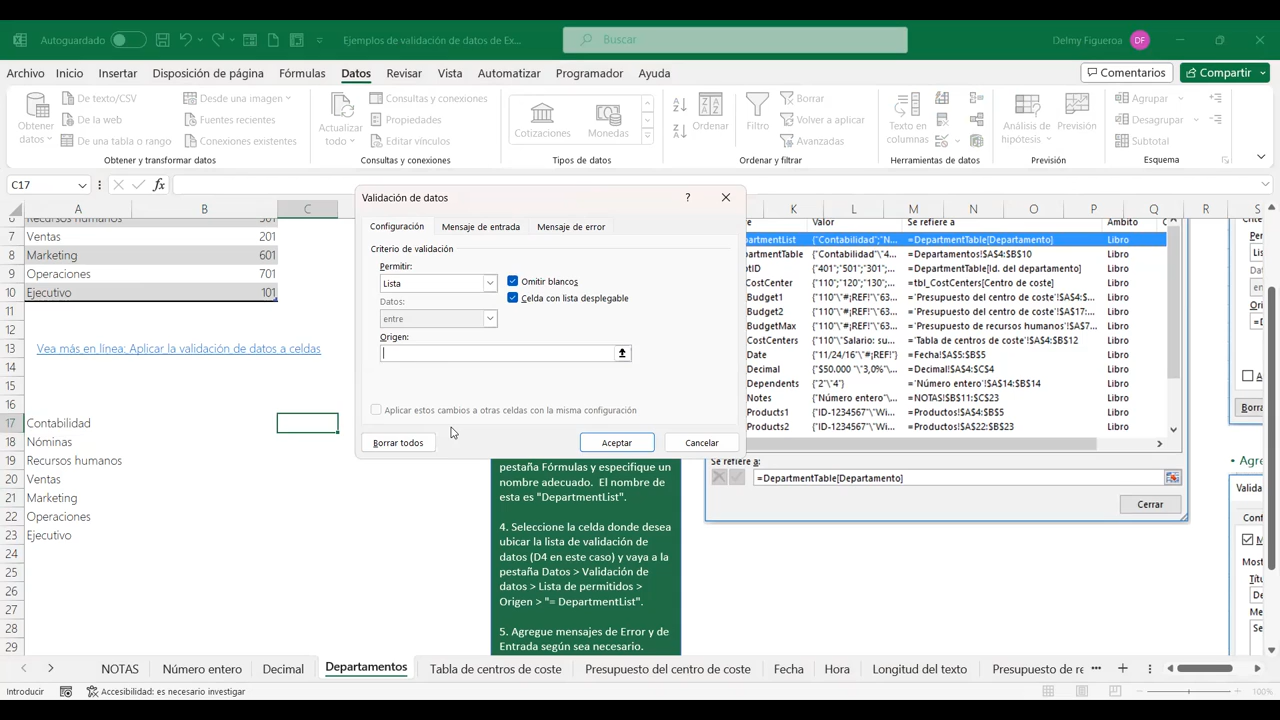 Autoguardado
Ejemplos de validación de datos de Ex...
Buscar
Delmy Figueroa
DF
Archivo Inicio Insertar Disposición de página Fórmulas Datos Revisar Vista Automatizar Programador Ayuda
Comentarios
Compartir
Obtener datos
De texto/CSV
De la web
De una tabla o rango
Desde una imagen
Fuentes recientes
Conexiones existentes
Obtener y transformar datos
Actualizar todo
Consultas y conexiones
Propiedades
Editar vínculos
Consultas y conexiones
Cotizaciones
Monedas
Tipos de datos
Ordenar
Filtro
Borrar
Volver a aplicar
Avanzadas
Ordenar y filtrar
Texto en columnas
Herramientas de datos
Análisis de hipótesis
Previsión
Previsión
Agrupar
Desagrupar
Subtotal
Esquema
C17
fx
A B C K L M N O P Q R S
Recursos humanos
7 Ventas 201
8 Marketing 601
9 Operaciones 701
10 Ejecutivo 101
11
12
13 Vea más en línea: Aplicar la validación de datos a celdas
14
15
16
17 Contabilidad
18 Nóminas
19 Recursos humanos
20 Ventas
21 Marketing
22 Operaciones
23 Ejecutivo
24
25
26
27
28
29
Validación de datos
?
Configuración
Mensaje de entrada
Mensaje de error
Criterio de validación
Permitir:
Lista
Omitir blancos
Celda con lista desplegable
Datos:
entre
Origen:
Aplicar estos cambios a otras celdas con la misma configuración
Borrar todos
Aceptar
Cancelar
Valor Se refiere a Ámbito
artmentList {"Contabilidad";"N... =DepartmentTable[Departamento] Libro
artmentTable {"Contabilidad"\"4... =Departamentos!$A$4:$B$10 Libro
tID {"401";"501";"301";... =DepartmentTable[Id. del departamento] Libro
CostCenter {"110";"120";"130";... =tbl_CostCenters[Centro de coste] Libro
Budget1 {"110"\"#¡REF!"\"63... ='Presupuesto del centro de coste'!$A$4:... Libro
Budget2 {"110"\"#¡REF!"\"63... ='Presupuesto del centro de coste'!$A$17:... Libro
BudgetMax {"110"\"#¡REF!"\"63... ='Presupuesto de recursos humanos'!$A$7... Libro
CostCenters {"110"\"Salario: su... ='Tabla de centros de coste'!$A$4:$B$12 Libro
Date {"11/24/16"\"#¡REF!"} =Fecha!$A$5:$B$5 Libro
Decimal {"$50.000 "\"3,0%"\... =Decimal!$A$4:$C$4 Libro
Dependents {"2"\"4"} ='Número entero'!$A$14:$B$14 Libro
Notes {"Número entero"\... =NOTAS!$B$11:$C$23 Libro
Products1 {"ID-1234567"\"Wi... =Productos!$A$4:$G$5 Libro
Products2 {"ID-1234567"\"Wi... =Productos!$A$22:$B$23 Libro
Se refiere a:
=DepartmentTable[Departamento]
Cerrar
pestaña Fórmulas y especifique un
nombre adecuado. El nombre de
esta es "DepartmentList".
4. Seleccione la celda donde desea
ubicar la lista de validación de
datos (D4 en este caso) y vaya a la
pestaña Datos > Validación de
datos > Lista de permitidos >
Origen > "= DepartmentList".
5. Agregue mensajes de Error y de
Entrada según sea necesario.
NOTAS Número entero Decimal Departamentos Tabla de centros de coste Presupuesto del centro de coste Fecha Hora Longitud del texto Presupuesto de re
Introducir
Accesibilidad: es necesario investigar
100%